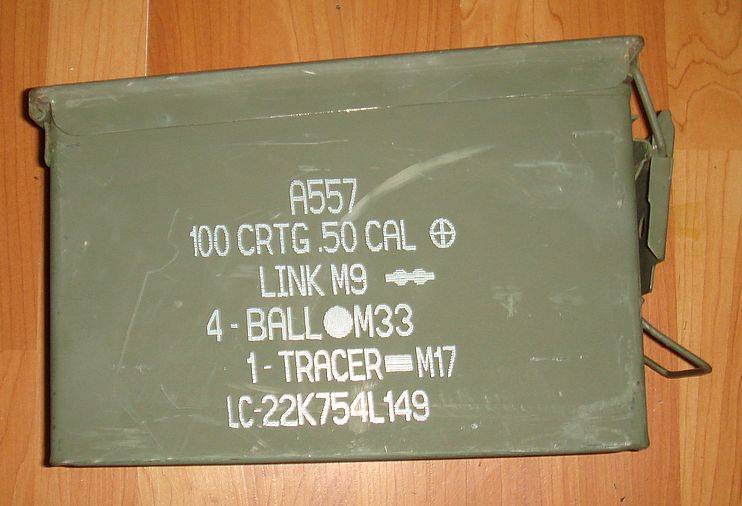 A557
100 CRTG .50 CAL
LINK M9
4 - BALL M33
1 - TRACER M17
LC-22K754L149